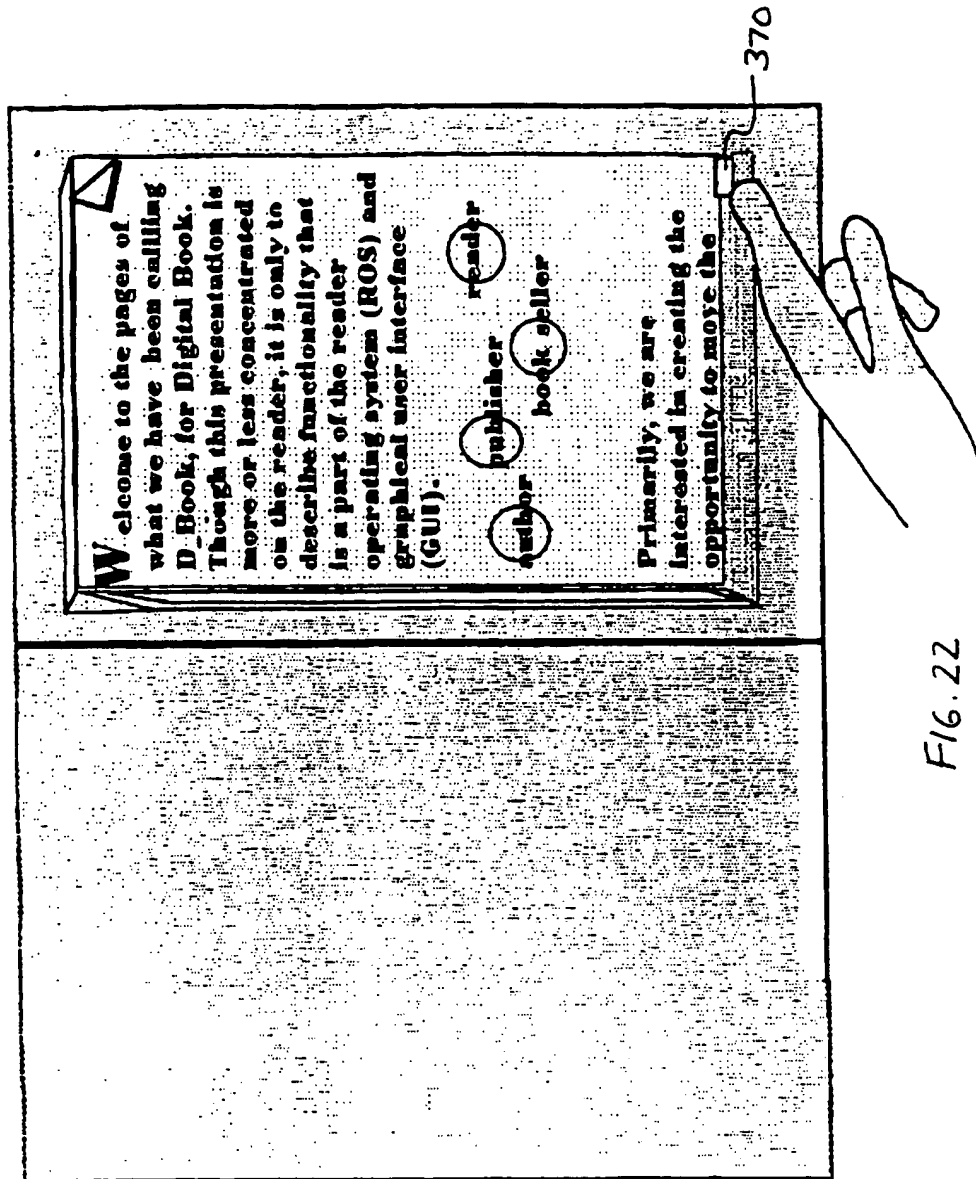 Welcome to the pages of
what we have been callling
D_Book, for Digital Book.
Though this presentation is
more or less concentrated
on the reader, it is only to
describe functionality that
is a part of the reader
operating system (ROS) and
graphical user interface
(GUI).
author publisher book seller reader
Primarily, we are
interested in creating the
opportunity to move the
370
FIG. 22